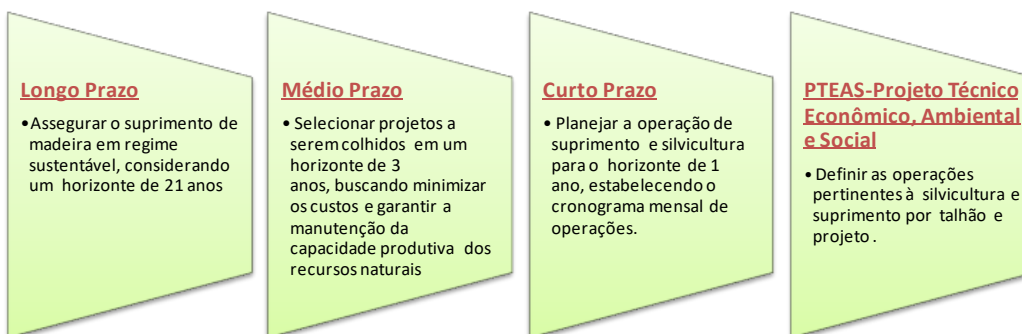 Longo Prazo
•Assegurar o suprimento de
madeira em regime
sustentável, considerando
um horizonte de 21 anos
Médio Prazo
• Selecionar projetos a
serem colhidos em um
horizonte de 3
anos, buscando minimizar
os custos e garantir a
manutenção da
capacidade produtiva dos
recursos naturais
Curto Prazo
• Planejar a operação de
suprimento e silvicultura
para o horizonte de 1
ano, estabelecendo o
cronograma mensal de
operações.
PTEAS-Projeto Técnico
Econômico, Ambiental
e Social
• Definir as operações
pertinentes à silvicultura e
suprimento por talhão e
projeto .